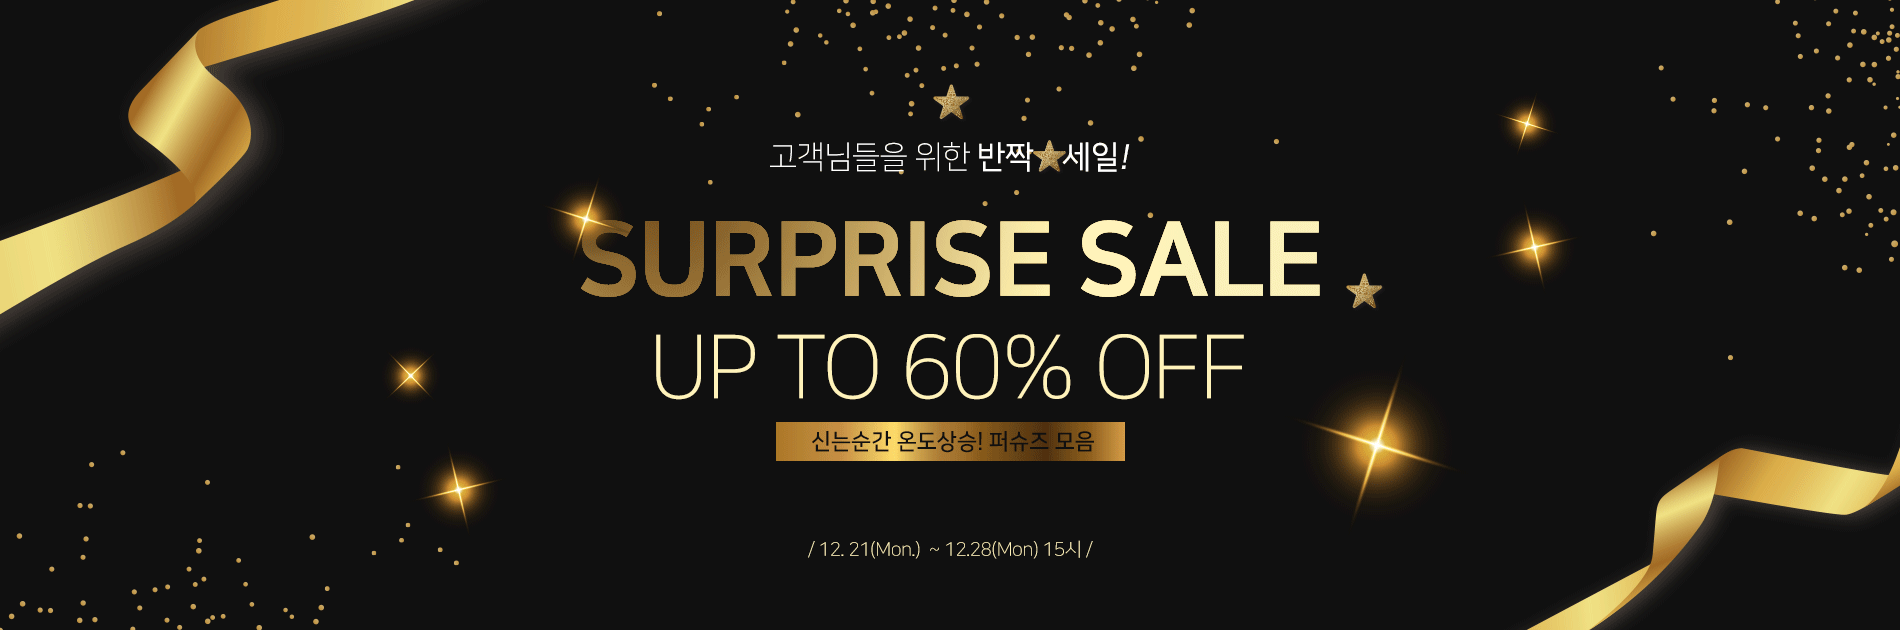 고객님들을 위한 반짝★세일!
SURPRISE SALE
UP TO 60% OFF
신는순간 온도상승! 퍼슈즈 모음
/ 12. 21(Mon.) ~ 12.28(Mon) 15시 /